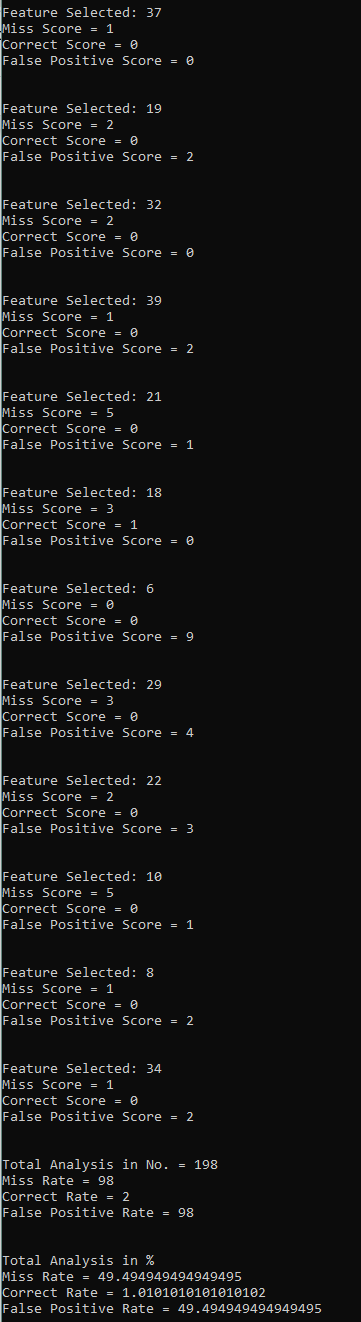 Feature Selected: 37
Miss Score = 1
Correct Score = 0
False Positive Score = 0
Feature Selected: 19
Miss Score = 2
Correct Score = 0
False Positive Score = 2
Feature Selected: 32
Miss Score = 2
Correct Score = 0
False Positive Score = 0
Feature Selected: 39
Miss Score = 1
Correct Score = 0
False Positive Score = 2
Feature Selected: 21
Miss Score = 5
Correct Score = 0
False Positive Score = 1
Feature Selected: 18
Miss Score = 3
Correct Score = 1
False Positive Score = 0
Feature Selected: 6
Miss Score = 0
Correct Score = 0
False Positive Score = 9
Feature Selected: 29
Miss Score = 3
Correct Score = 0
False Positive Score = 4
Feature Selected: 22
Miss Score = 2
Correct Score = 0
False Positive Score = 3
Feature Selected: 10
Miss Score = 5
Correct Score = 0
False Positive Score = 1
Feature Selected: 8
Miss Score = 1
Correct Score = 0
False Positive Score = 2
Feature Selected: 34
Miss Score = 1
Correct Score = 0
False Positive Score = 2
Total Analysis in No. = 198
Miss Rate = 98
Correct Rate = 2
False Positive Rate = 98
Total Analysis in %
Miss Rate = 49.494949494949495
Correct Rate = 1.0101010101010102
False Positive Rate = 49.494949494949495